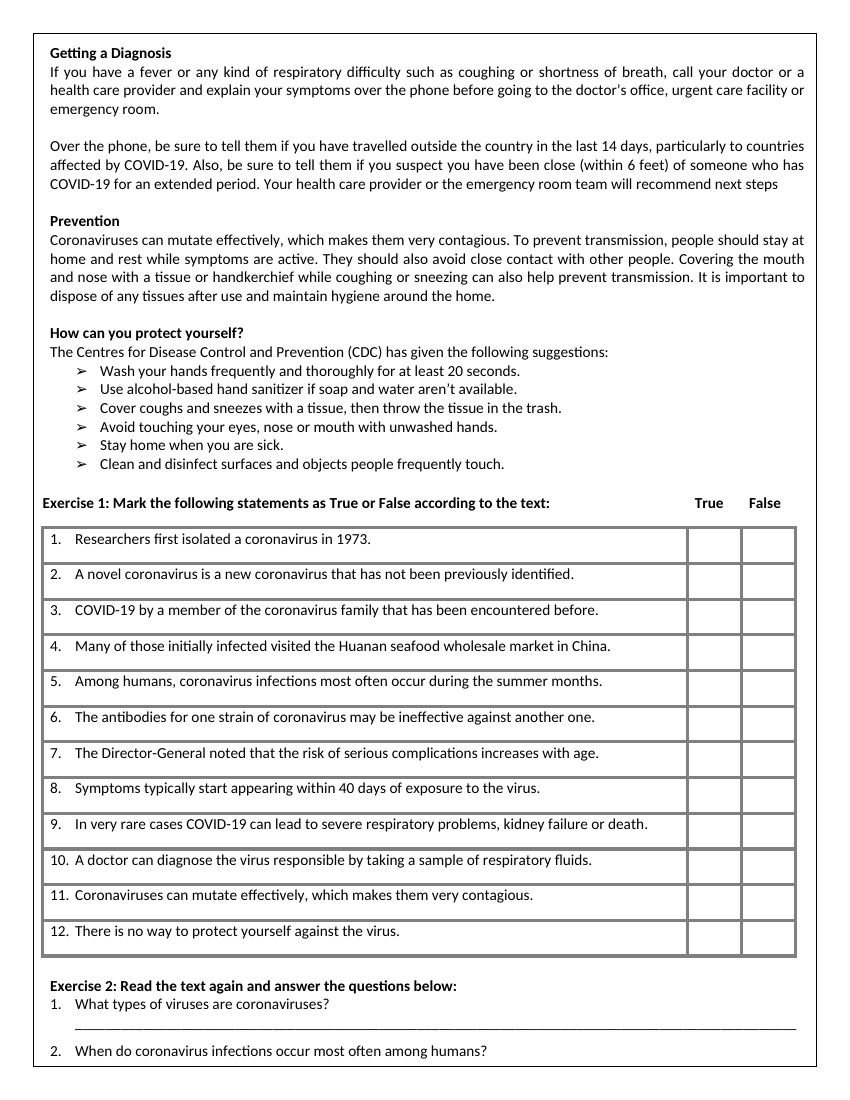 Getting a Diagnosis
If you have a fever or any kind of respiratory difficulty such as coughing or shortness of breath, call your doctor or a
health care provider and explain your symptoms over the phone before going to the doctor’s office, urgent care facility or
emergency room.
Over the phone, be sure to tell them if you have travelled outside the country in the last 14 days, particularly to countries
affected by COVID-19. Also, be sure to tell them if you suspect you have been close (within 6 feet) of someone who has
COVID-19 for an extended period. Your health care provider or the emergency room team will recommend next steps
Prevention
Coronaviruses can mutate effectively, which makes them very contagious. To prevent transmission, people should stay at
home and rest while symptoms are active. They should also avoid close contact with other people. Covering the mouth
and nose with a tissue or handkerchief while coughing or sneezing can also help prevent transmission. It is important to
dispose of any tissues after use and maintain hygiene around the home.
How can you protect yourself?
The Centres for Disease Control and Prevention (CDC) has given the following suggestions:
➢ Wash your hands frequently and thoroughly for at least 20 seconds.
➢ Use alcohol-based hand sanitizer if soap and water aren’t available.
➢ Cover coughs and sneezes with a tissue, then throw the tissue in the trash.
➢ Avoid touching your eyes, nose or mouth with unwashed hands.
➢ Stay home when you are sick.
➢ Clean and disinfect surfaces and objects people frequently touch.
Exercise 1: Mark the following statements as True or False according to the text: True False
1. Researchers first isolated a coronavirus in 1973.
2. A novel coronavirus is a new coronavirus that has not been previously identified.
3. COVID-19 by a member of the coronavirus family that has been encountered before.
4. Many of those initially infected visited the Huanan seafood wholesale market in China.
5. Among humans, coronavirus infections most often occur during the summer months.
6. The antibodies for one strain of coronavirus may be ineffective against another one.
7. The Director-General noted that the risk of serious complications increases with age.
8. Symptoms typically start appearing within 40 days of exposure to the virus.
9. In very rare cases COVID-19 can lead to severe respiratory problems, kidney failure or death.
10. A doctor can diagnose the virus responsible by taking a sample of respiratory fluids.
11. Coronaviruses can mutate effectively, which makes them very contagious.
12. There is no way to protect yourself against the virus.
Exercise 2: Read the text again and answer the questions below:
1. What types of viruses are coronaviruses?
2. When do coronavirus infections occur most often among humans?